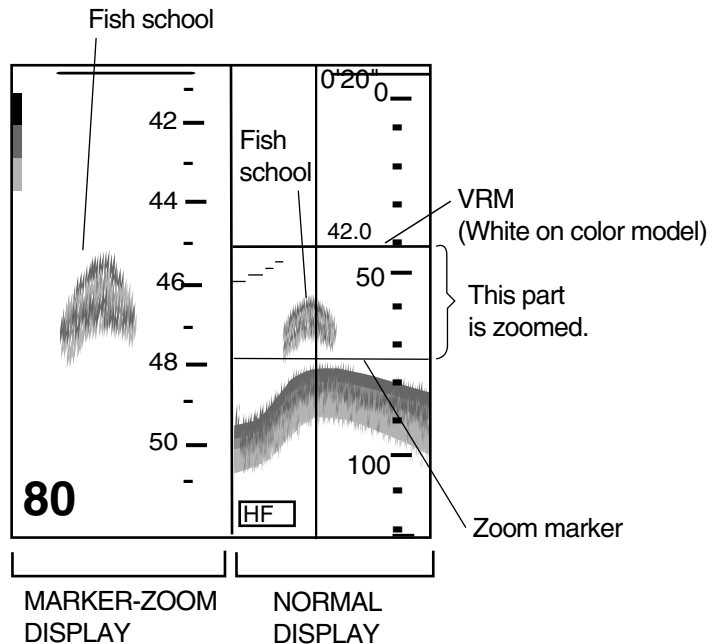 Fish school
42
44
46
48
50
80
0'20"
0
Fish
school
42.0
50
100
HF
VRM
(White on color model)
This part
is zoomed.
Zoom marker
MARKER-ZOOM
DISPLAY
NORMAL
DISPLAY